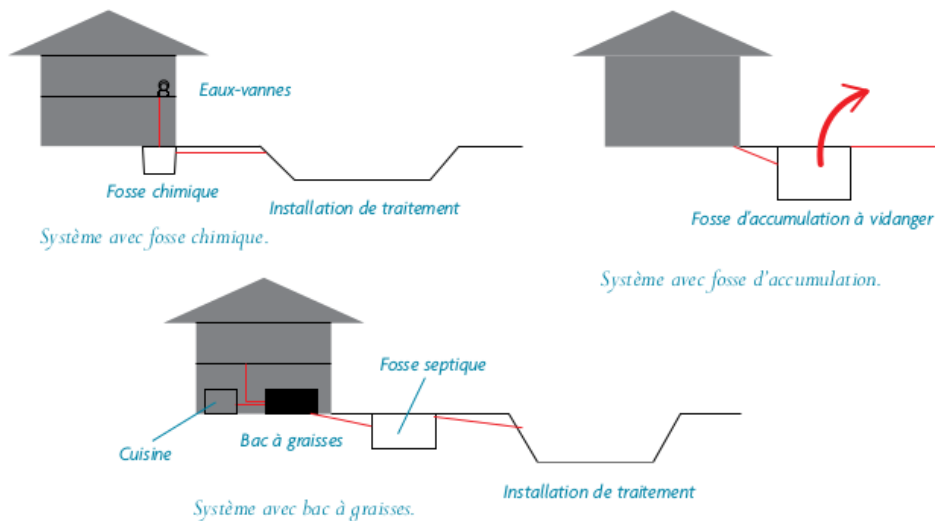 Eaux-vannes
Fosse chimique
Installation de traitement
Système avec fosse chimique.
Fosse d'accumulation à vidanger
Système avec fosse d'accumulation.
Fosse septique
Cuisine
Bac à graisses
Installation de traitement
Système avec bac à graisses.